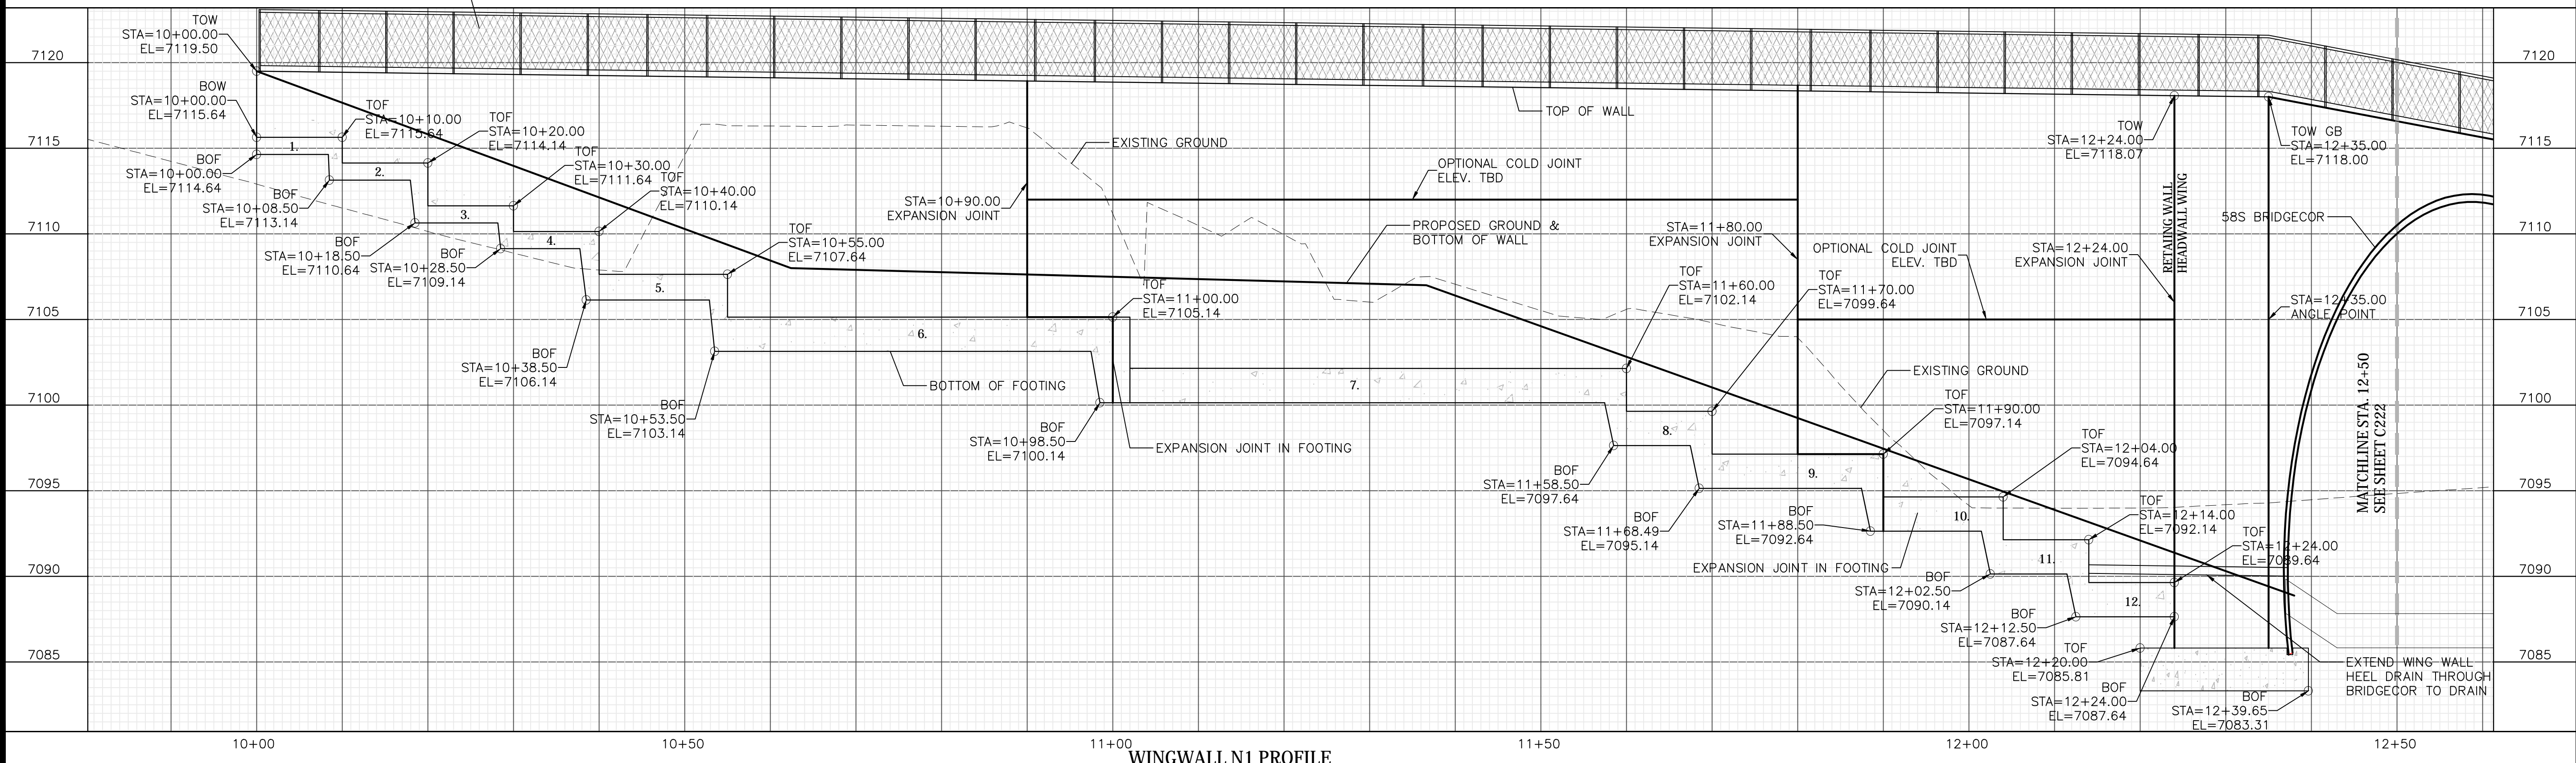 TOW
STA=10+00.00
EL=7119.50
7120
7120
BOW
STA=10+00.00
EL=7115.64
TOF
STA=10+10.00
EL=7115.64
TOF
STA=10+20.00
EL=7114.14
TOF
STA=10+30.00
EL=7111.64
TOF
STA=10+40.00
EL=7110.14
TOP OF WALL
EXISTING GROUND
OPTIONAL COLD JOINT
ELEV. TBD
TOW
STA=12+24.00
EL=7118.07
TOW GB
STA=12+35.00
EL=7118.00
7115
7115
1.
2.
3.
4.
BOF
STA=10+00.00
EL=7114.64
BOF
STA=10+08.50
EL=7113.14
BOF
STA=10+18.50
EL=7110.64
BOF
STA=10+28.50
EL=7109.14
TOF
STA=10+55.00
EL=7107.64
STA=10+90.00
EXPANSION JOINT
PROPOSED GROUND &
BOTTOM OF WALL
STA=11+80.00
EXPANSION JOINT
OPTIONAL COLD JOINT
ELEV. TBD
STA=12+24.00
EXPANSION JOINT
RETAIING WALL
HEADWALL WING
58S BRIDGECOR
7110
7110
5.
TOF
STA=11+00.00
EL=7105.14
TOF
STA=11+60.00
EL=7102.14
TOF
STA=11+70.00
EL=7099.64
STA=12+35.00
ANGLE POINT
7105
7105
6.
BOF
STA=10+38.50
EL=7106.14
BOTTOM OF FOOTING
7.
EXISTING GROUND
TOF
STA=11+90.00
EL=7097.14
MATCHLINE STA. 12+50
SEE SHEET C222
7100
7100
BOF
STA=10+53.50
EL=7103.14
BOF
STA=10+98.50
EL=7100.14
EXPANSION JOINT IN FOOTING
8.
TOF
STA=12+04.00
EL=7094.64
7095
7095
BOF
STA=11+58.50
EL=7097.64
9.
BOF
STA=11+68.49
EL=7095.14
BOF
STA=11+88.50
EL=7092.64
10.
TOF
STA=12+14.00
EL=7092.14
TOF
STA=12+24.00
EL=7089.64
EXPANSION JOINT IN FOOTING
11.
7090
7090
BOF
STA=12+02.50
EL=7090.14
12.
BOF
STA=12+12.50
EL=7087.64
TOF
STA=12+20.00
EL=7085.81
7085
7085
EXTEND WING WALL
HEEL DRAIN THROUGH
BRIDGECOR TO DRAIN
BOF
STA=12+24.00
EL=7087.64
BOF
STA=12+39.65
EL=7083.31
10+00
10+50
11+00
11+50
12+00
12+50
WINGWALL N1 PROFILE